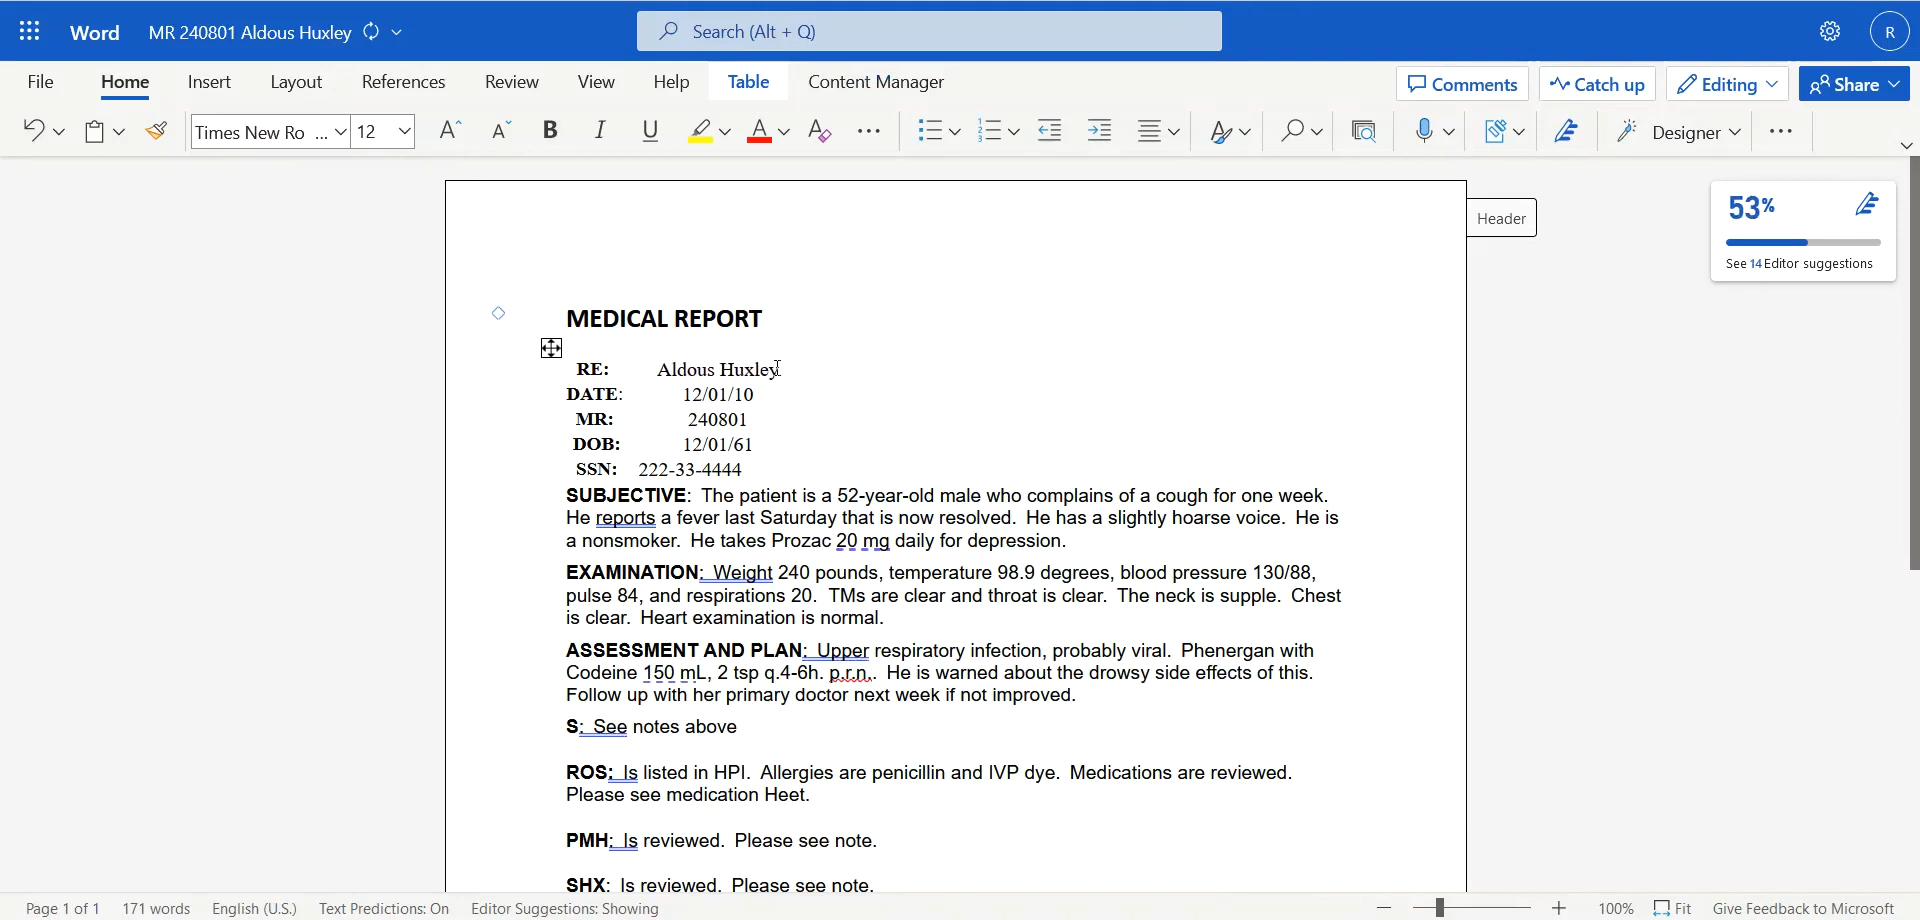 Word MR 240801 Aldous Huxley Search (Alt + Q) R
File Home Insert Layout References Review View Help Table Content Manager Comments Catch up Editing Share
Times New Ro ... 12 A A B I U A A ... Designer ...
Header
53%
See 14 Editor suggestions
MEDICAL REPORT
RE: Aldous Huxley
DATE: 12/01/10
MR: 240801
DOB: 12/01/61
SSN: 222-33-4444
SUBJECTIVE: The patient is a 52-year-old male who complains of a cough for one week.
He reports a fever last Saturday that is now resolved. He has a slightly hoarse voice. He is
a nonsmoker. He takes Prozac 20 mg daily for depression.
EXAMINATION: Weight 240 pounds, temperature 98.9 degrees, blood pressure 130/88,
pulse 84, and respirations 20. TMs are clear and throat is clear. The neck is supple. Chest
is clear. Heart examination is normal.
ASSESSMENT AND PLAN: Upper respiratory infection, probably viral. Phenergan with
Codeine 150 mL, 2 tsp q.4-6h. p.r.n.. He is warned about the drowsy side effects of this.
Follow up with her primary doctor next week if not improved.
S: See notes above
ROS: Is listed in HPI. Allergies are penicillin and IVP dye. Medications are reviewed.
Please see medication Heet.
PMH: Is reviewed. Please see note.
SHX: Is reviewed. Please see note.
Page 1 of 1 171 words English (U.S.) Text Predictions: On Editor Suggestions: Showing 100% Fit Give Feedback to Microsoft